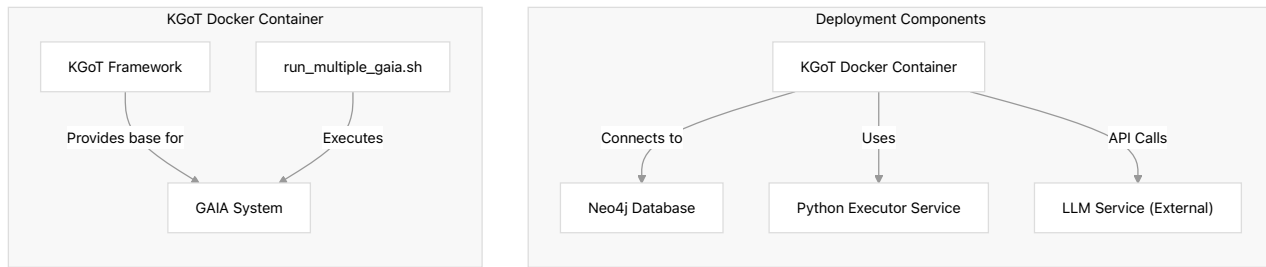 KGoT Docker Container
KGoT Framework
run_multiple_gaia.sh
Provides base for
Executes
GAIA System
Deployment Components
KGoT Docker Container
Connects to
Uses
API Calls
Neo4j Database
Python Executor Service
LLM Service (External)